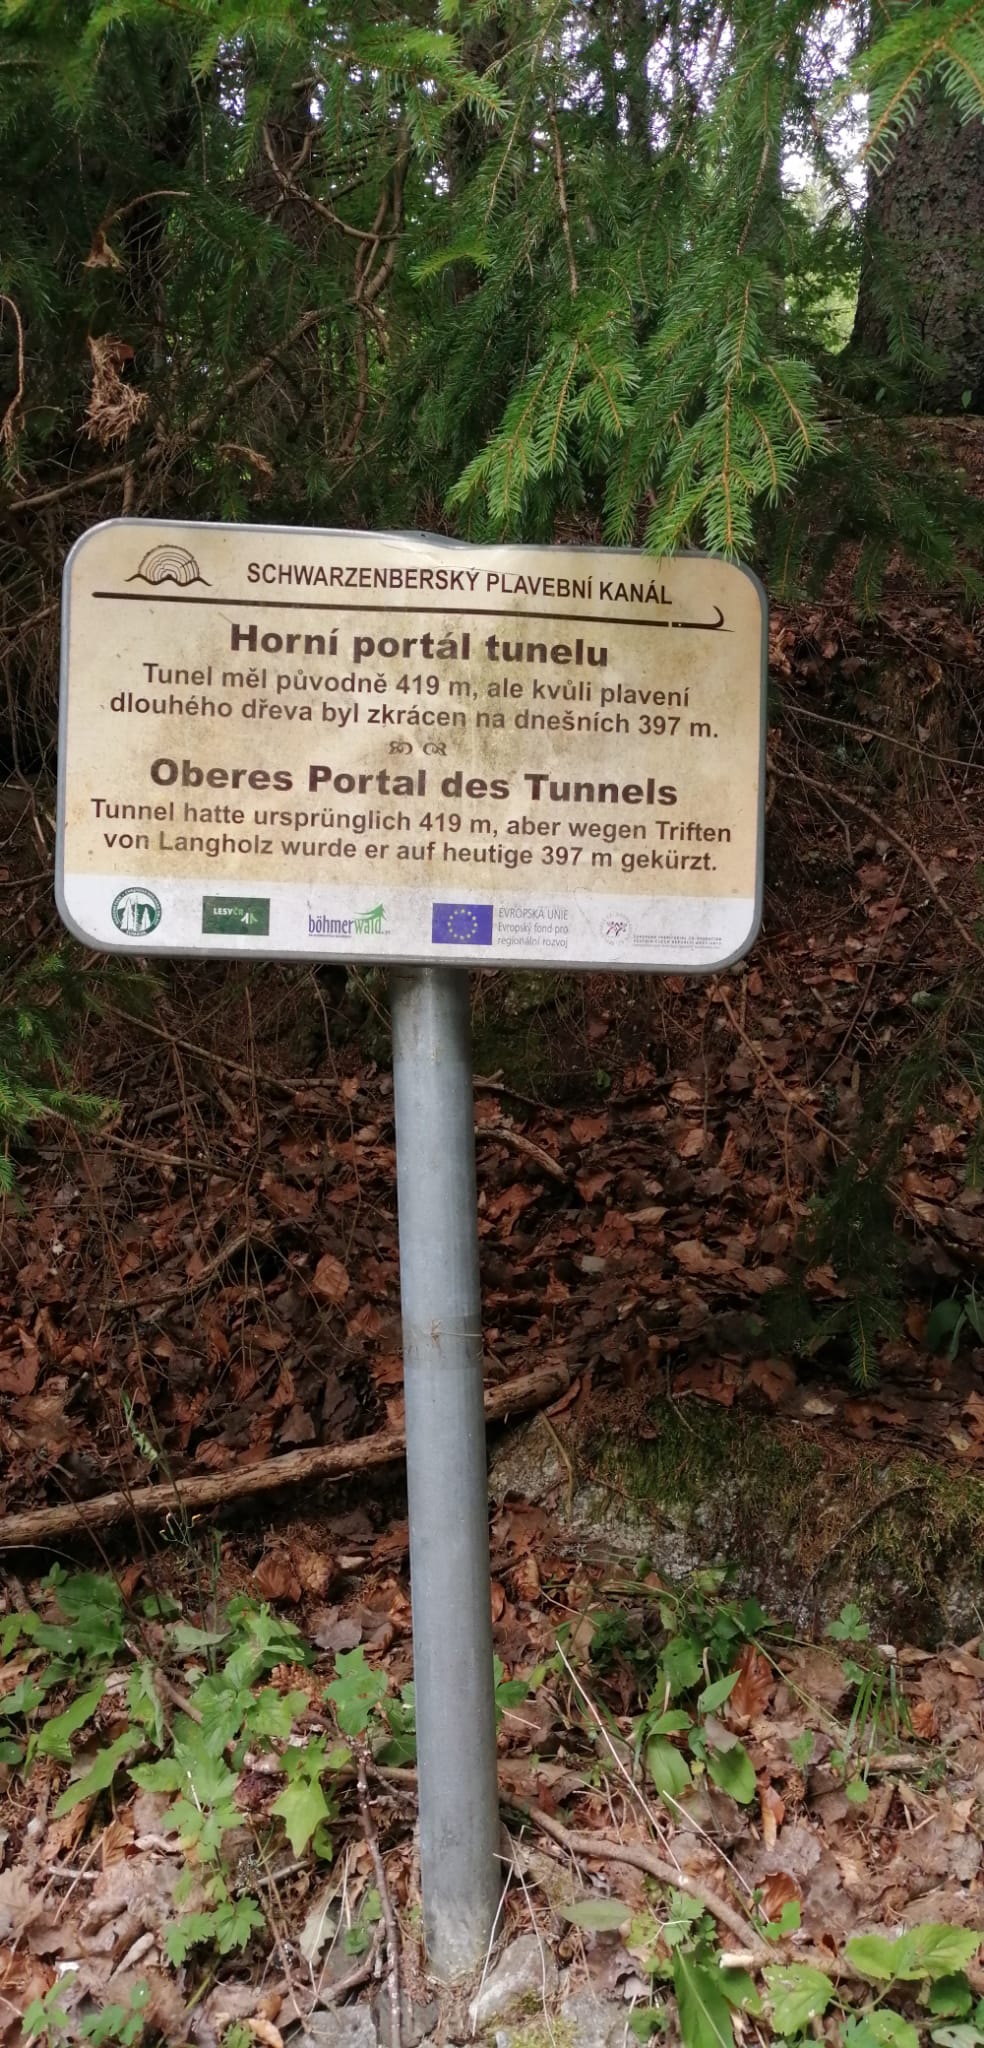 SCHWARZENBERSKÝ PLAVEBNÍ KANÁL
Horní portál tunelu
Tunel měl původně 419 m, ale kvůli plavení
dlouhého dřeva byl zkrácen na dnešních 397 m.
Oberes Portal des Tunnels
Tunnel hatte ursprünglich 419 m, aber wegen Triften
von Langholz wurde er auf heutige 397 m gekürzt.
LESY ČR
böhmerwald
EVROPSKÁ UNIE
Evropský fond pro
regionální rozvoj